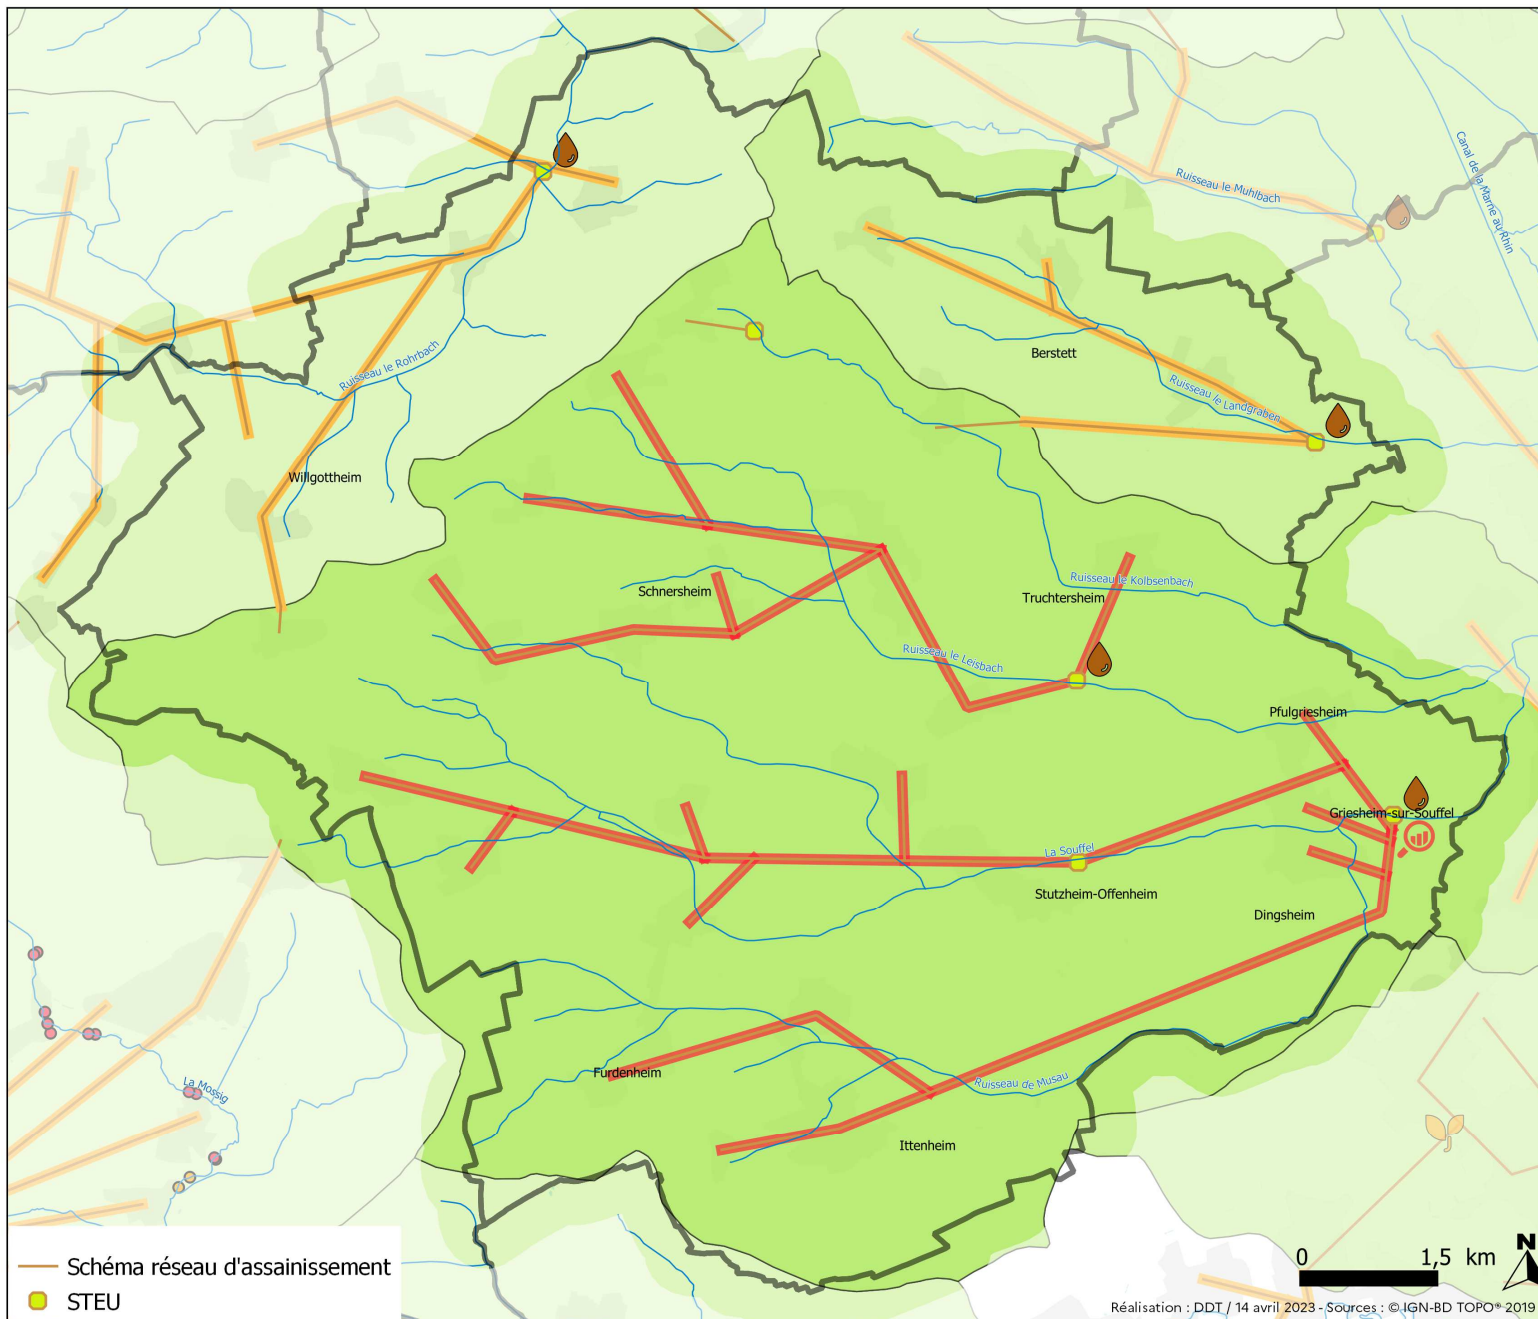 Canal de la Marne au Rhin
Ruisseau le Muhlbach
Berstett
Ruisseau le Rohrbach
Ruisseau le Landgraben
Willgottheim
Ruisseau le Kolbsenbach
Schnersheim
Truchtersheim
Ruisseau le Leisbach
Pfulgriesheim
Griesheim-sur-Souffel
La Souffel
Stutzheim-Offenheim
Dingsheim
Furdenheim
Ruisseau de Musau
La Mossig
Ittenheim
Schéma réseau d'assainissement
STEU
0 1,5 km
N
Réalisation : DDT / 14 avril 2023 - Sources : © IGN-BD TOPO® 2019